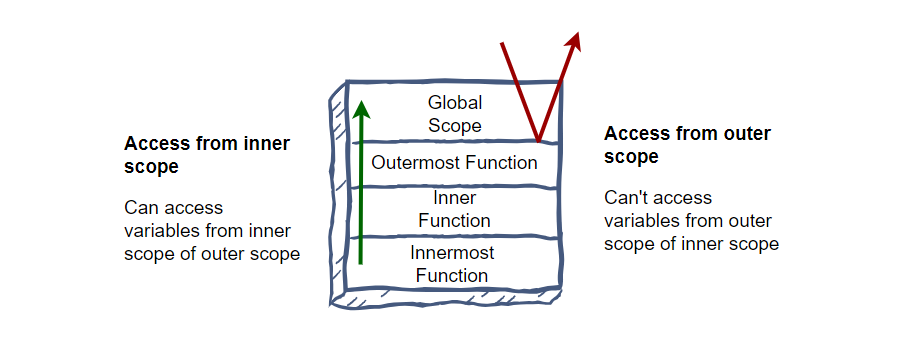 Access from inner
scope
Can access
variables from inner
scope of outer scope
Global
Scope
Outermost Function
Inner
Function
Innermost
Function
Access from outer
scope
Can't access
variables from outer
scope of inner scope